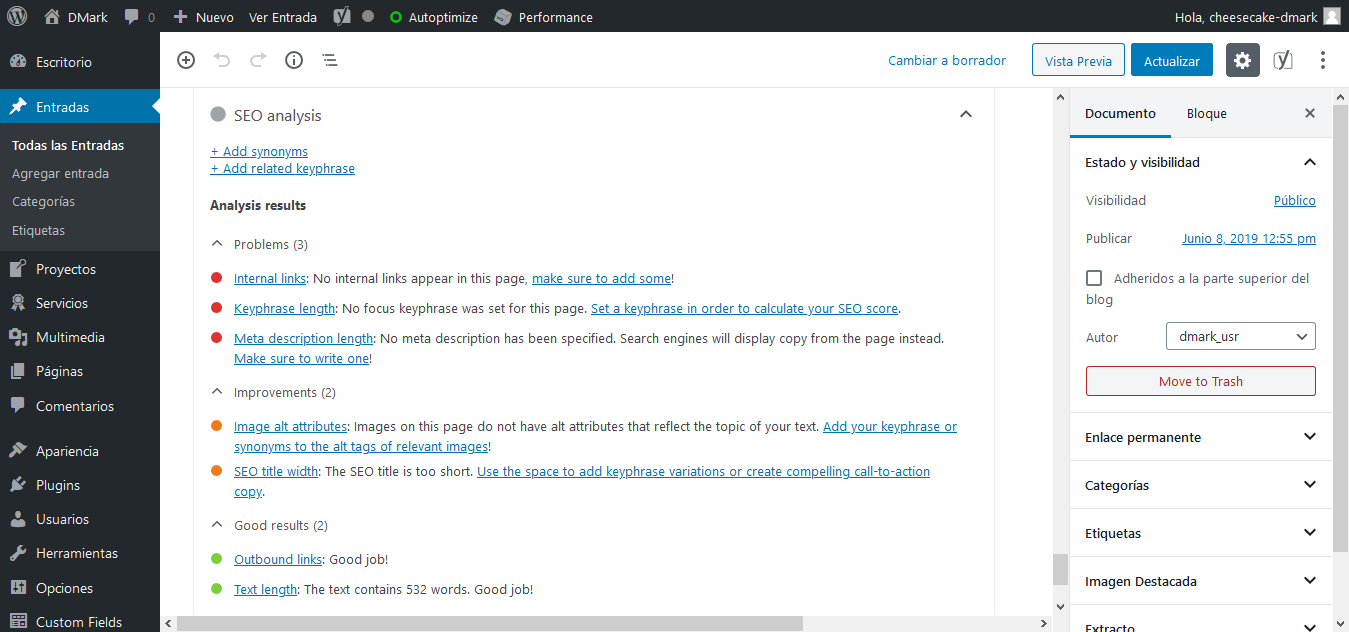 DMark
0
Nuevo
Ver Entrada
Autoptimize
Performance
Hola, cheesecake-dmark
Escritorio
Entradas
Todas las Entradas
Agregar entrada
Categorías
Etiquetas
Proyectos
Servicios
Multimedia
Páginas
Comentarios
Apariencia
Plugins
Usuarios
Herramientas
Opciones
Custom Fields
Cambiar a borrador
Vista Previa
Actualizar
SEO analysis
+ Add synonyms
+ Add related keyphrase
Analysis results
Problems (3)
Internal links: No internal links appear in this page, make sure to add some!
Keyphrase length: No focus keyphrase was set for this page. Set a keyphrase in order to calculate your SEO score.
Meta description length: No meta description has been specified. Search engines will display copy from the page instead.
Make sure to write one!
Improvements (2)
Image alt attributes: Images on this page do not have alt attributes that reflect the topic of your text. Add your keyphrase or
synonyms to the alt tags of relevant images!
SEO title width: The SEO title is too short. Use the space to add keyphrase variations or create compelling call-to-action
copy.
Good results (2)
Outbound links: Good job!
Text length: The text contains 532 words. Good job!
Documento
Bloque
Estado y visibilidad
Visibilidad
Público
Publicar
Junio 8, 2019 12:55 pm
Adheridos a la parte superior del
blog
Autor
dmark_usr
Move to Trash
Enlace permanente
Categorías
Etiquetas
Imagen Destacada
Extracto